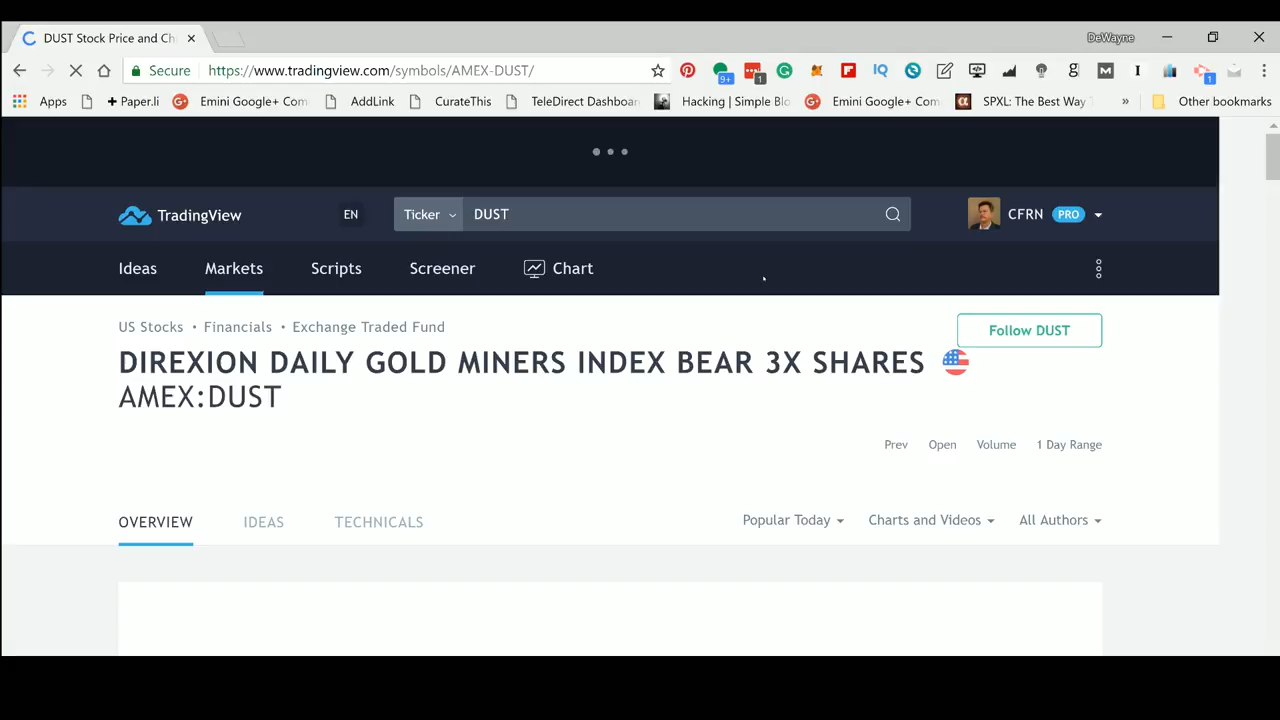 DUST Stock Price and Ch
DeWayne
Secure
https://www.tradingview.com/symbols/AMEX-DUST/
9+
1
IQ
g
M
I
1
Apps
+ Paper.li
Emini Google+ Com
AddLink
CurateThis
TeleDirect Dashboar
Hacking | Simple Blo
Emini Google+ Com
SPXL: The Best Way T
»
Other bookmarks
TradingView
EN
Ticker
DUST
CFRN
PRO
Ideas
Markets
Scripts
Screener
Chart
US Stocks • Financials • Exchange Traded Fund
Follow DUST
DIREXION DAILY GOLD MINERS INDEX BEAR 3X SHARES
AMEX:DUST
Prev
Open
Volume
1 Day Range
OVERVIEW
IDEAS
TECHNICALS
Popular Today
Charts and Videos
All Authors